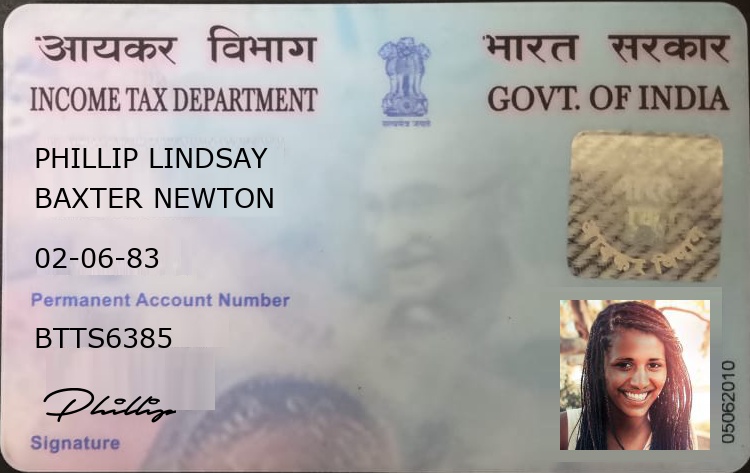 आयकर विभाग
भारत सरकार
INCOME TAX DEPARTMENT
GOVT. OF INDIA
सत्यमेव जयते
PHILLIP LINDSAY
BAXTER NEWTON
02-06-83
Permanent Account Number
BTTS6385
Phillip
Signature
05062010